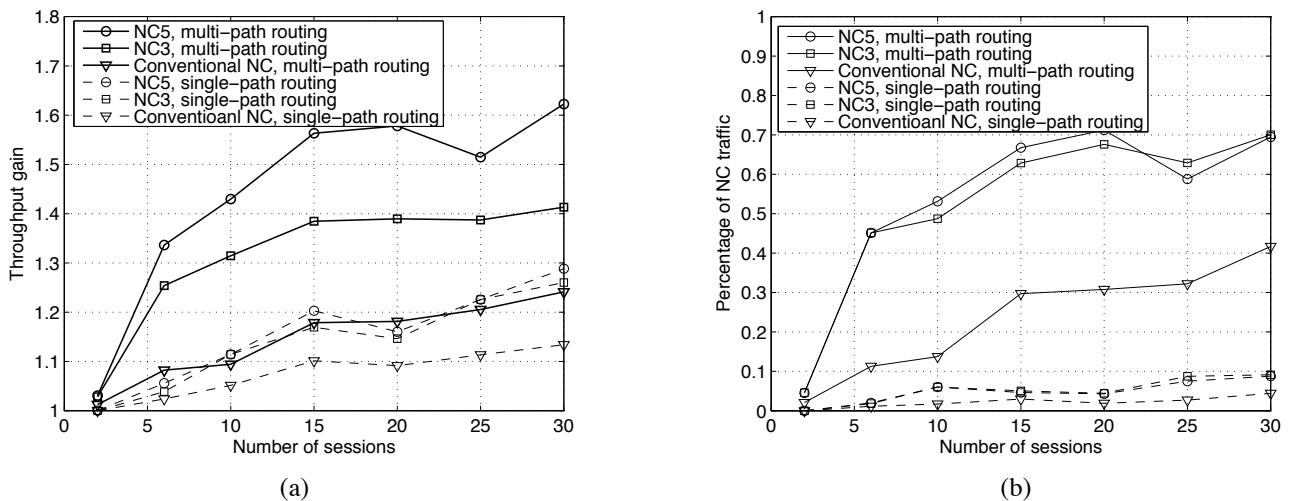 1.8
1.7
1.6
1.5
1.4
1.3
1.2
1.1
1
Throughput gain
NC5, multi−path routing
NC3, multi−path routing
Conventional NC, multi−path routing
NC5, single−path routing
NC3, single−path routing
Conventioanl NC, single−path routing
0 5 10 15 20 25 30
Number of sessions
(a)
1
0.9
0.8
0.7
0.6
0.5
0.4
0.3
0.2
0.1
0
Percentage of NC traffic
NC5, multi−path routing
NC3, multi−path routing
Conventional NC, multi−path routing
NC5, single−path routing
NC3, single−path routing
Conventioanl NC, single−path routing
0 5 10 15 20 25 30
Number of sessions
(b)